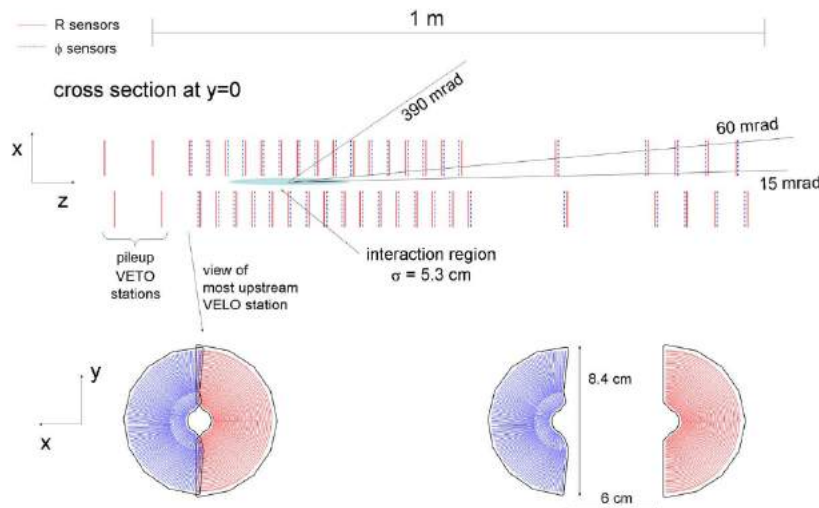 R sensors
1 m
ϕ sensors
cross section at y=0
390 mrad
60 mrad
x
z
15 mrad
pileup
VETO
stations
view of
most upstream
VELO station
interaction region
σ = 5.3 cm
y
x
8.4 cm
6 cm